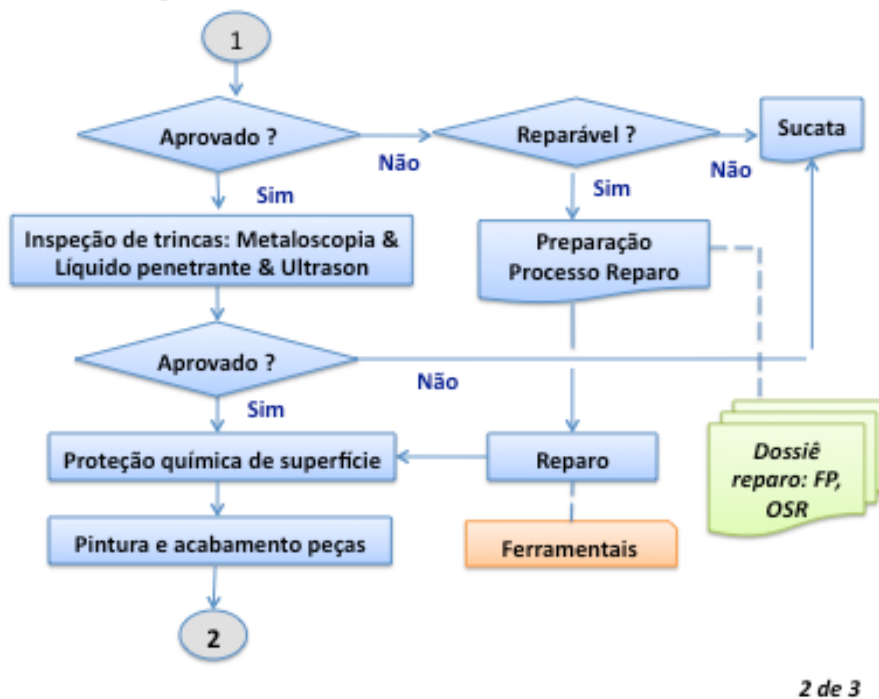 1
Aprovado ?
Não
Reparável ?
Não
Sucata
Sim
Sim
Inspeção de trincas: Metaloscopia &
Líquido penetrante & Ultrason
Preparação
Processo Reparo
Aprovado ?
Não
Sim
Proteção química de superfície
Reparo
Dossiê
reparo: FP,
OSR
Pintura e acabamento peças
Ferramentais
2
2 de 3